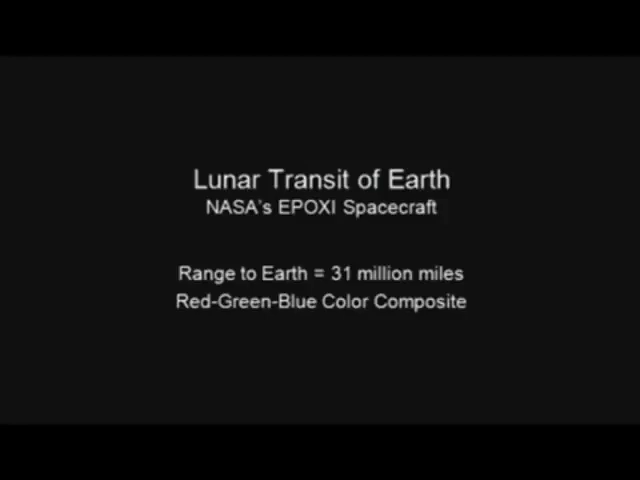 Lunar Transit of Earth
NASA's EPOXI Spacecraft
Range to Earth = 31 million miles
Red-Green-Blue Color Composite